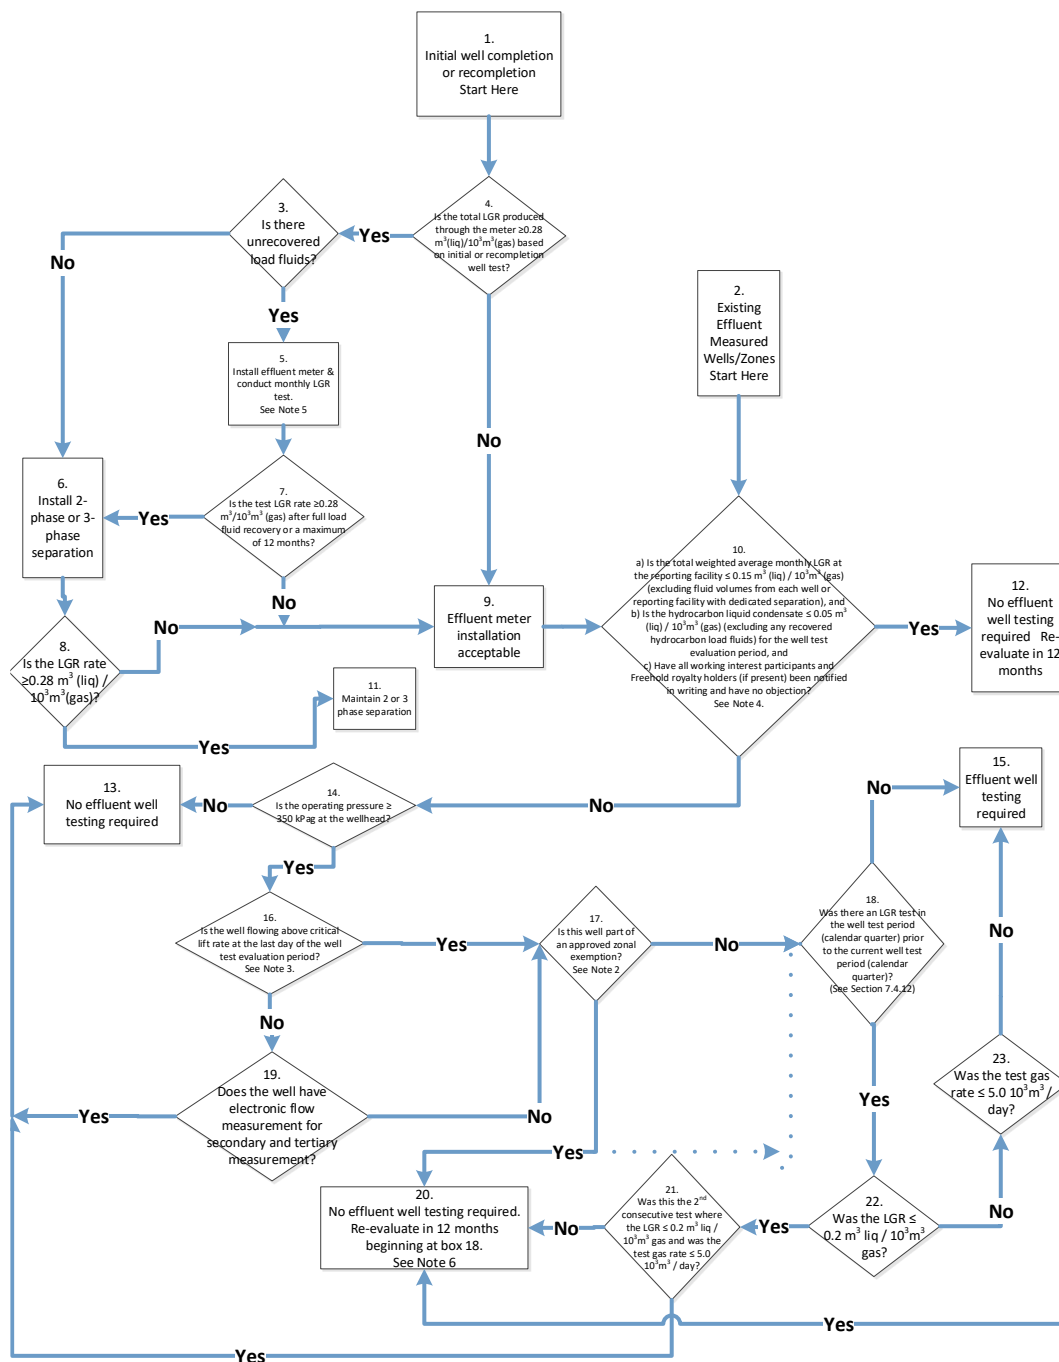 1.
Initial well completion
or recompletion
Start Here
3.
Is there
unrecovered
load fluids?
4.
Is the total LGR produced
through the meter ≥0.28
m³(liq)/10³m³(gas) based
on initial or recompletion
well test?
Yes
No
Yes
No
2.
Existing
Effluent
Measured
Wells/Zones
Start Here
5.
Install effluent meter &
conduct monthly LGR
test.
See Note 5
6.
Install 2-
phase or 3-
phase
separation
7.
Is the test LGR rate ≥0.28
m³/10³m³ (gas) after full load
fluid recovery or a maximum
of 12 months?
Yes
No
8.
Is the LGR rate
≥0.28 m³ (liq) /
10³m³(gas)?
No
Yes
9.
Effluent meter
installation
acceptable
10.
a) Is the total weighted average monthly LGR at
the reporting facility ≤ 0.15 m³ (liq) / 10³m³ (gas)
(excluding fluid volumes from each well or
reporting facility with dedicated separation), and
b) Is the hydrocarbon liquid condensate ≤ 0.05 m³
(liq) / 10³m³ (gas) (excluding any recovered
hydrocarbon load fluids) for the well test
evaluation period, and
c) Have all working interest participants and
Freehold royalty holders (if present) been notified
in writing and have no objection?
See Note 4.
Yes
No
11.
Maintain 2 or 3
phase separation
12.
No effluent
well testing
required Re-
evaluate in 12
months
13.
No effluent well
testing required
No
14.
Is the operating pressure ≥
350 kPag at the wellhead?
Yes
15.
Effluent well
testing
required
No
16.
Is the well flowing above critical
lift rate at the last day of the well
test evaluation period?
See Note 3.
Yes
No
17.
Is this well part of
an approved zonal
exemption?
See Note 2
No
Yes
18.
Was there an LGR test in
the well test period
(calendar quarter) prior
to the current well test
period (calendar
quarter)?
(See Section 7.4.12)
Yes
19.
Does the well have
electronic flow
measurement for
secondary and tertiary
measurement?
Yes
No
20.
No effluent well testing required.
Re-evaluate in 12 months
beginning at box 18.
See Note 6
21.
Was this the 2nd
consecutive test where
the LGR ≤ 0.2 m³ liq /
10³m³ gas and was the
test gas rate ≤ 5.0
10³m³ / day?
No
Yes
22.
Was the LGR ≤
0.2 m³ liq / 10³m³
gas?
Yes
No
23.
Was the test gas
rate ≤ 5.0 10³m³ /
day?
No
Yes